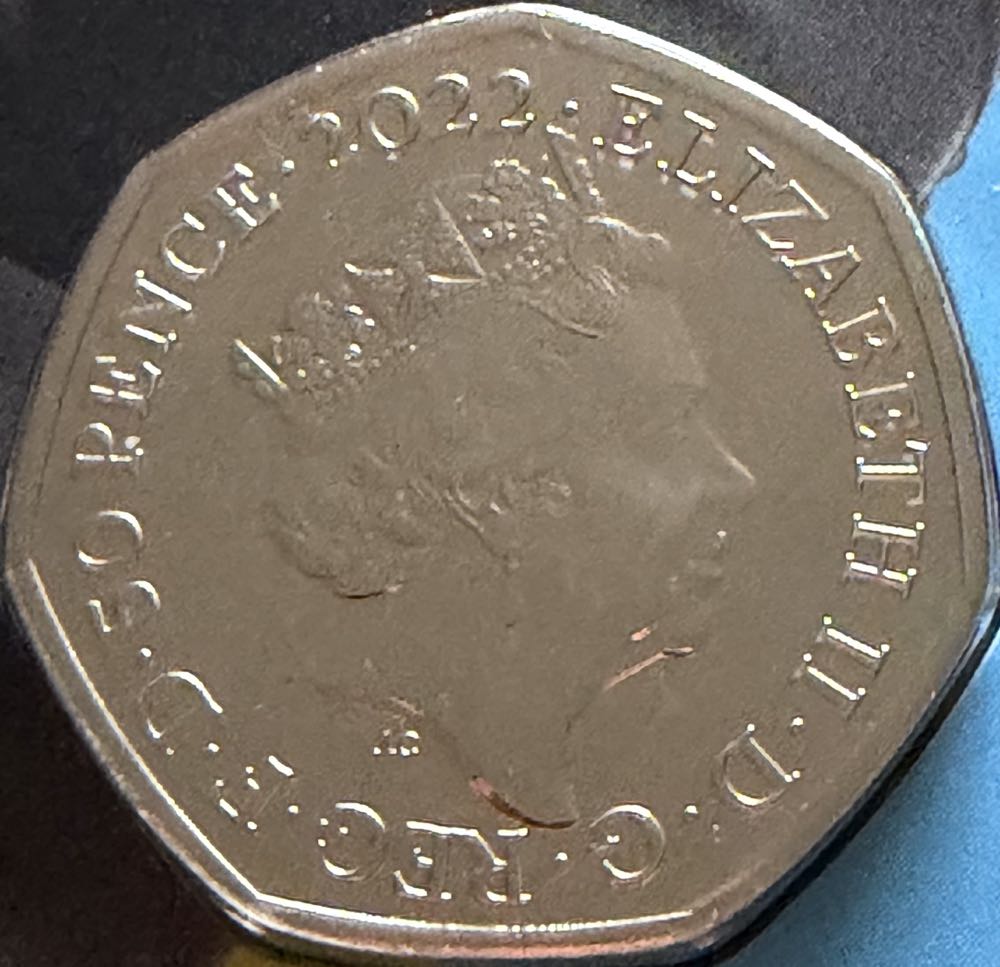 ELIZABETH II · D · G · REG · F · D · 50 PENCE · 2022 ·